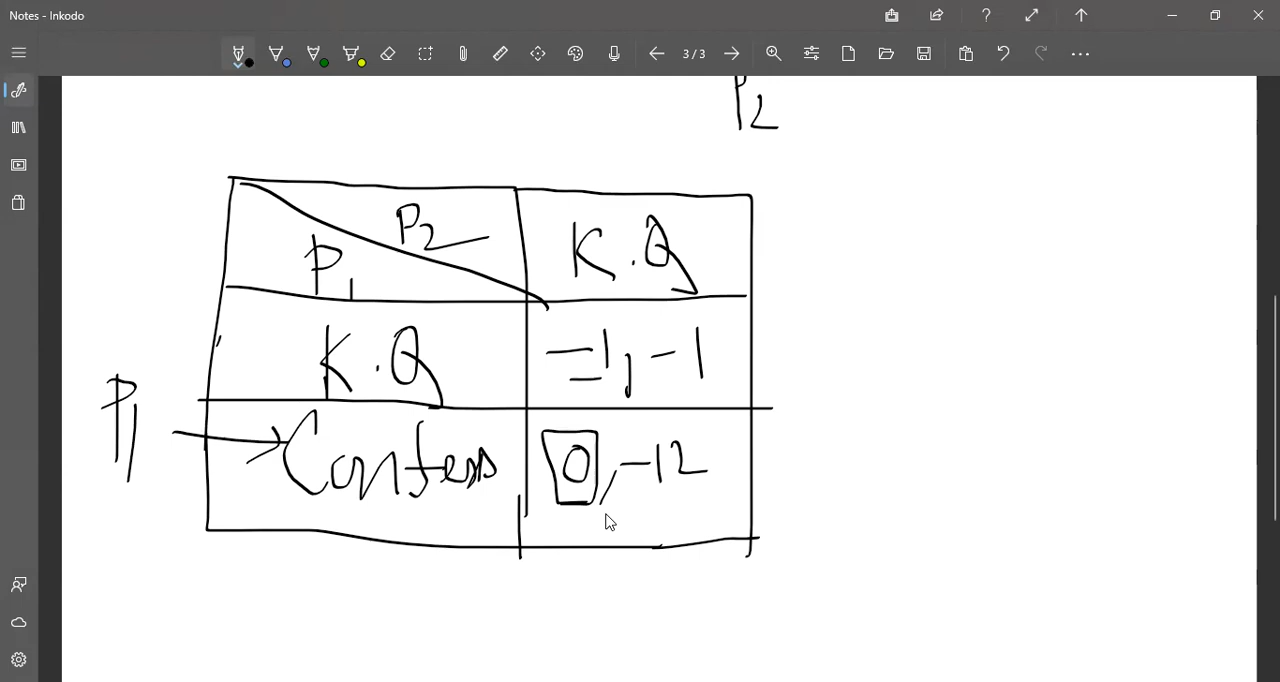 Notes - Inkodo
3/3
P2
P2
P1
K.Q
K.Q
-1, -1
P1
Confess
0, -12